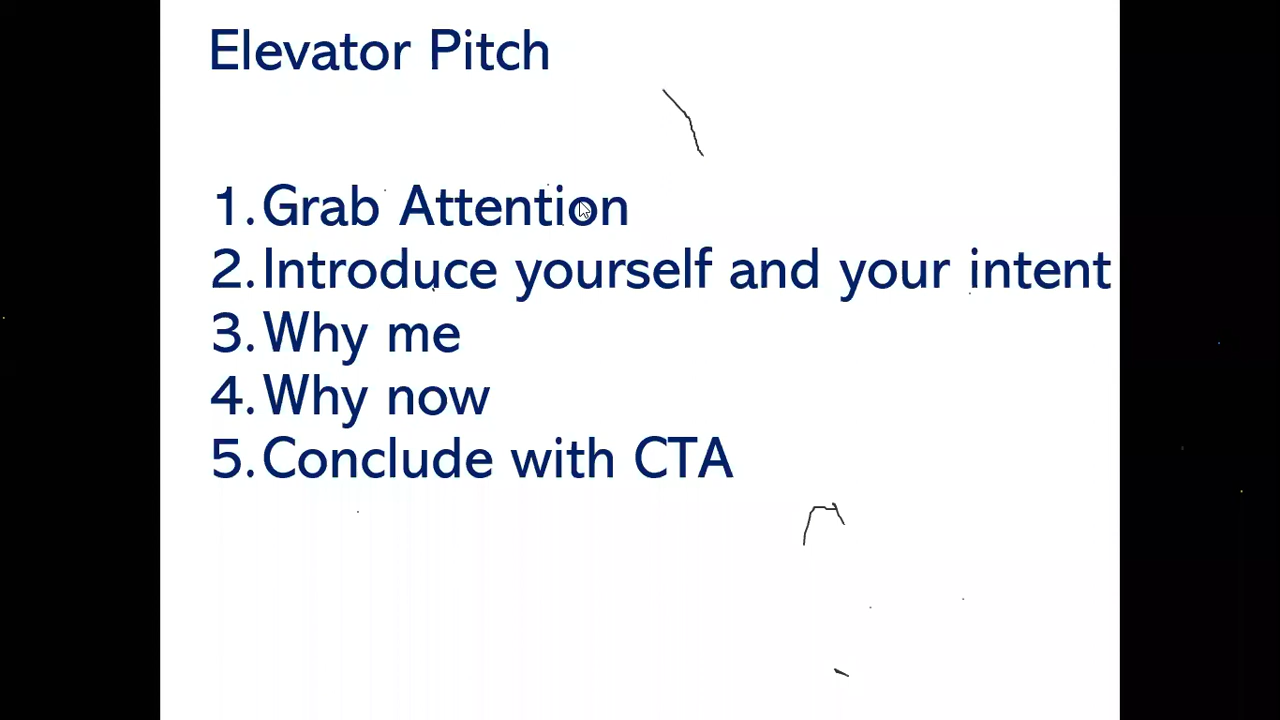 Elevator Pitch
1. Grab Attention
2. Introduce yourself and your intent
3. Why me
4. Why now
5. Conclude with CTA